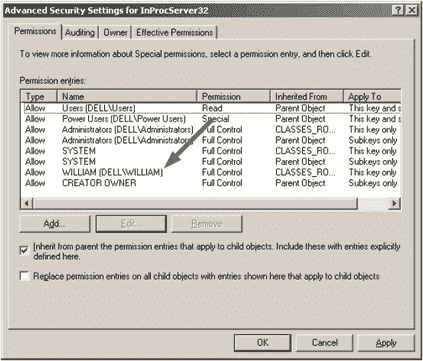 Advanced Security Settings for InProcServer32
Permissions Auditing Owner Effective Permissions
To view more information about Special permissions, select a permission entry, and then click Edit.
Permission entries:
Type Name Permission Inherited From Apply To
Allow Users (DELL\Users) Read Parent Object This key and s
Allow Power Users (DELL\Power Users) Special Parent Object This key and s
Allow Administrators (DELL\Administrators) Full Control CLASSES_RO... This key only
Allow Administrators (DELL\Administrators) Full Control Parent Object Subkeys only
Allow SYSTEM Full Control CLASSES_RO... This key only
Allow SYSTEM Full Control Parent Object Subkeys only
Allow WILLIAM (DELL\WILLIAM) Full Control CLASSES_RO... This key only
Allow CREATOR OWNER Full Control Parent Object Subkeys only
Add... Edit... Remove
Inherit from parent the permission entries that apply to child objects. Include these with entries explicitly
defined here.
Replace permission entries on all child objects with entries shown here that apply to child objects
OK Cancel Apply